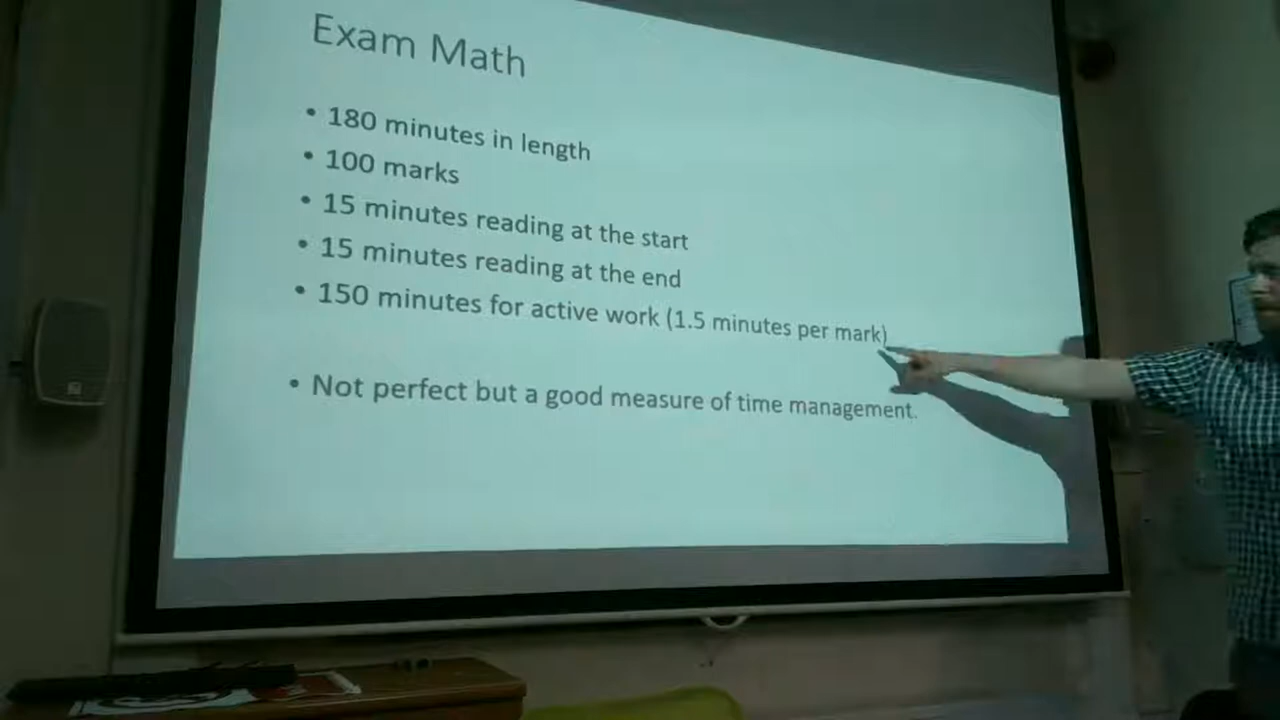 Exam Math
• 180 minutes in length
• 100 marks
• 15 minutes reading at the start
• 15 minutes reading at the end
• 150 minutes for active work (1.5 minutes per mark)
• Not perfect but a good measure of time management.